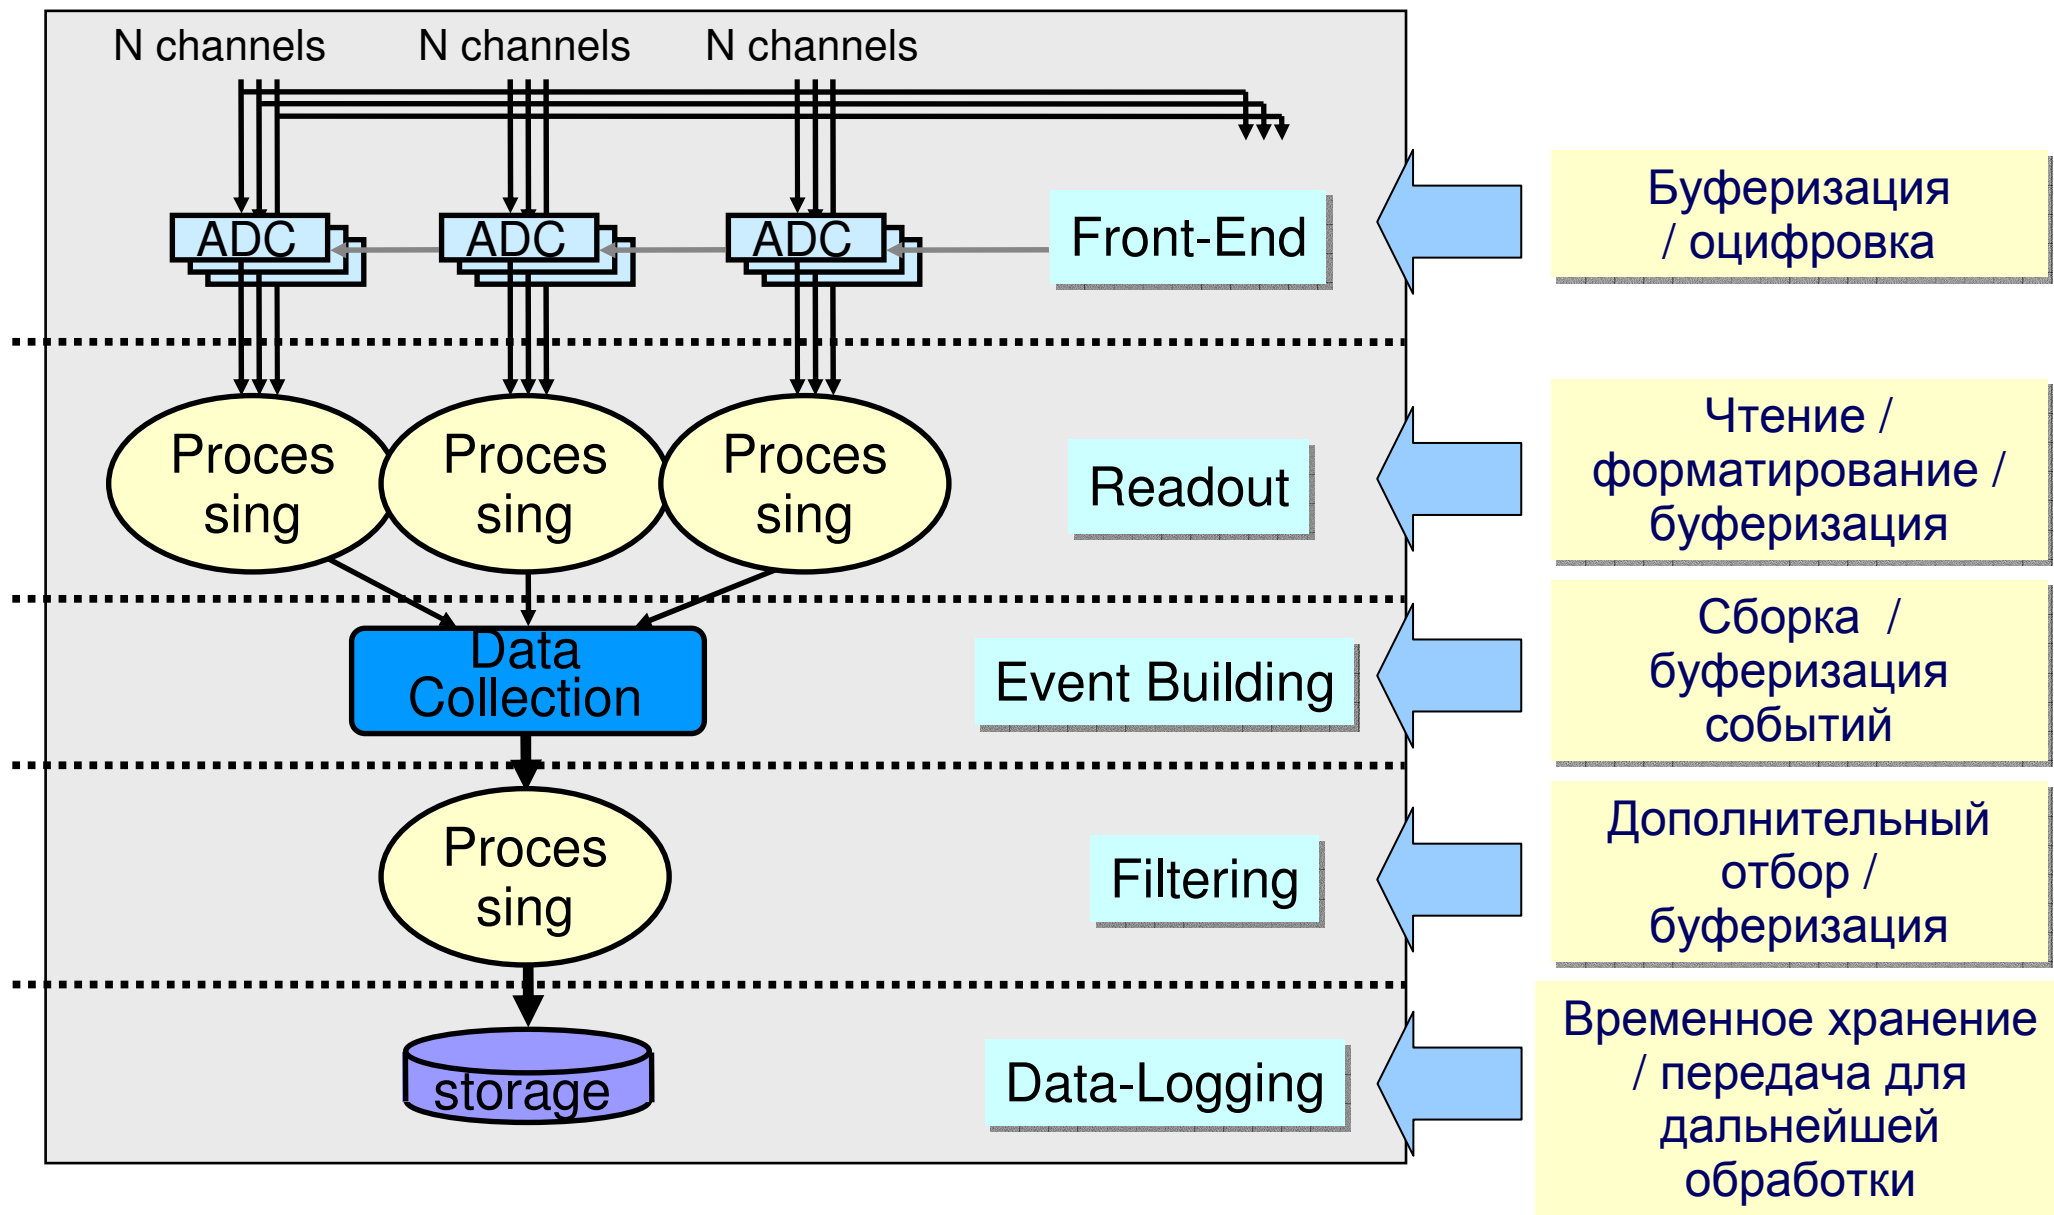 N channels N channels N channels
ADC ADC ADC
Front-End
Буферизация
/ оцифровка
Proces
sing
Proces
sing
Proces
sing
Readout
Чтение /
форматирование /
буферизация
Data
Collection
Event Building
Сборка /
буферизация
событий
Proces
sing
Filtering
Дополнительный
отбор /
буферизация
storage
Data-Logging
Временное хранение
/ передача для
дальнейшей
обработки